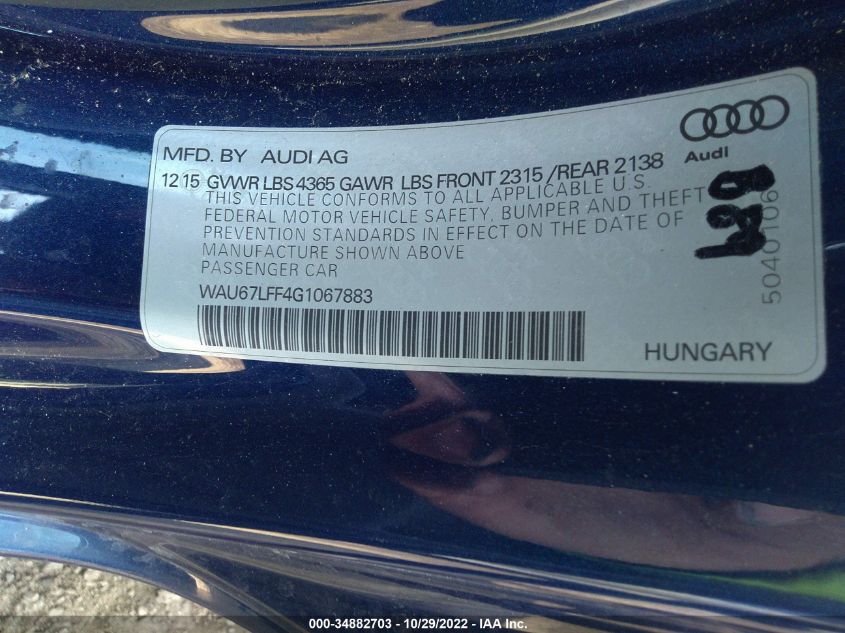 MFD. BY AUDI AG
Audi
12 15 GVWR LBS 4365 GAWR LBS FRONT 2315 /REAR 2138
THIS VEHICLE CONFORMS TO ALL APPLICABLE U.S.
FEDERAL MOTOR VEHICLE SAFETY, BUMPER AND THEFT
PREVENTION STANDARDS IN EFFECT ON THE DATE OF
MANUFACTURE SHOWN ABOVE
PASSENGER CAR
WAU67LFF4G1067883
HUNGARY
5040106
000-34882703 - 10/29/2022 - IAA Inc.